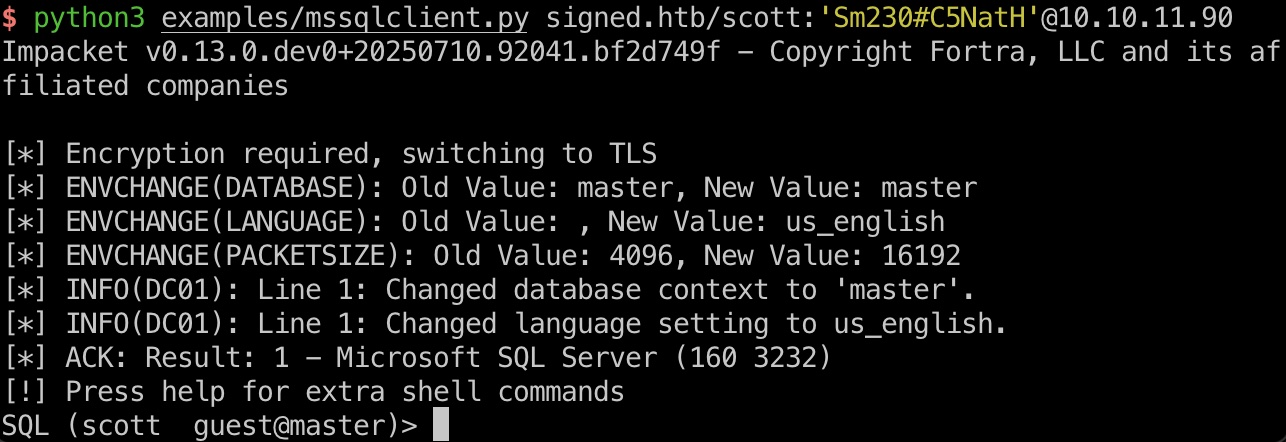 $ python3 examples/mssqlclient.py signed.htb/scott:'Sm230#C5NatH'@10.10.11.90
Impacket v0.13.0.dev0+20250710.92041.bf2d749f - Copyright Fortra, LLC and its af
filiated companies

[*] Encryption required, switching to TLS
[*] ENVCHANGE(DATABASE): Old Value: master, New Value: master
[*] ENVCHANGE(LANGUAGE): Old Value: , New Value: us_english
[*] ENVCHANGE(PACKETSIZE): Old Value: 4096, New Value: 16192
[*] INFO(DC01): Line 1: Changed database context to 'master'.
[*] INFO(DC01): Line 1: Changed language setting to us_english.
[*] ACK: Result: 1 - Microsoft SQL Server (160 3232)
[!] Press help for extra shell commands
SQL (scott  guest@master)>